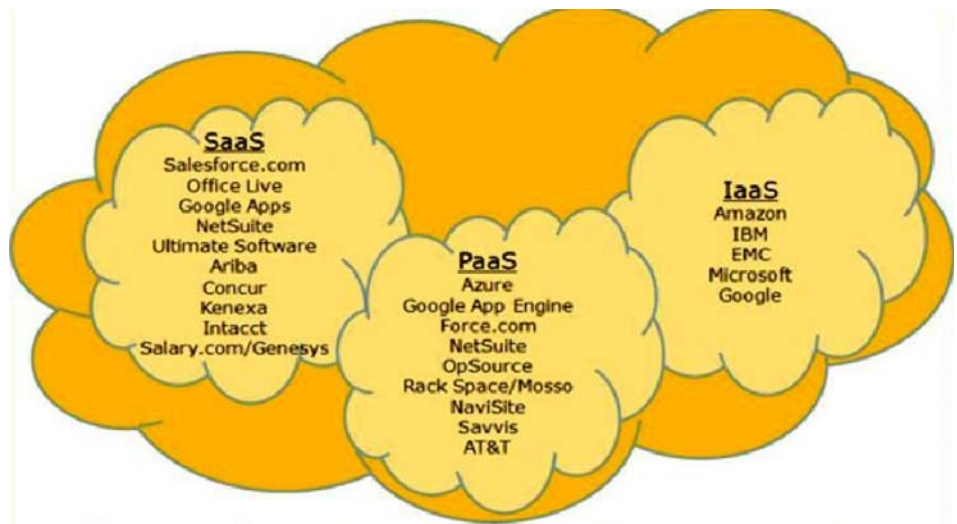 SaaS
Salesforce.com
Office Live
Google Apps
NetSuite
Ultimate Software
Ariba
Concur
Kenexa
Intacct
Salary.com/Genesys
PaaS
Azure
Google App Engine
Force.com
NetSuite
OpSource
Rack Space/Mosso
NaviSite
Savvis
AT&T
IaaS
Amazon
IBM
EMC
Microsoft
Google